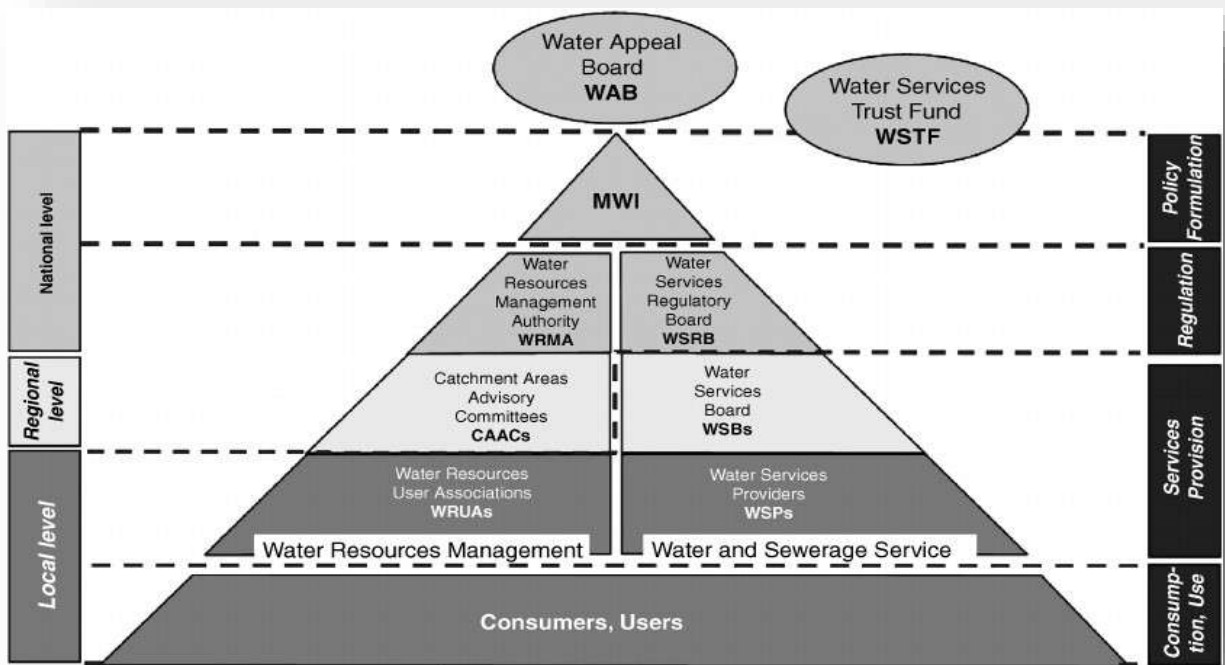 Water Appeal
Board
WAB
Water Services
Trust Fund
WSTF
National level
Regional
level
Local level
MWI
Water
Resources
Management
Authority
WRMA
Water
Services
Regulatory
Board
WSRB
Catchment Areas
Advisory
Committees
CAACs
Water
Services
Board
WSBs
Water Resources
User Associations
WRUAs
Water Services
Providers
WSPs
Water Resources Management
Water and Sewerage Service
Consumers, Users
Policy
Formulation
Regulation
Services
Provision
Consump-
tion, Use